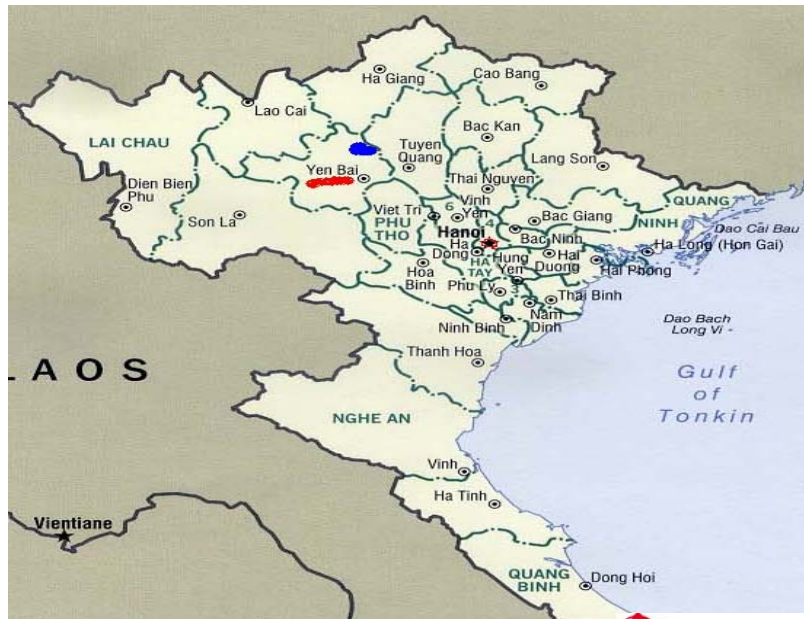 Ha Giang
Cao Bang
Lao Cai
LAI CHAU
Bac Kan
Tuyen
Quang
Lang Son
Yen Bai
Thai Nguyen
Dien Bien
Phu
Son La
Viet Tri
PHU
THO
6
Vinh
Yen
4
Bac Giang
QUANG
NINH
Dao Cai Bau
Hanoi
Bac Ninh
Ha Long (Hon Gai)
Ha
Dong
HA
TAY
Hung
Yen
Hai
Duong
Hai Phong
Hoa
Binh
Phu Ly
3
Thai Binh
Nam
Dinh
Ninh Binh
Dao Bach
Long Vi
Thanh Hoa
LAOS
Gulf
of
Tonkin
NGHE AN
Vinh
Ha Tinh
Vientiane
QUANG
BINH
Dong Hoi